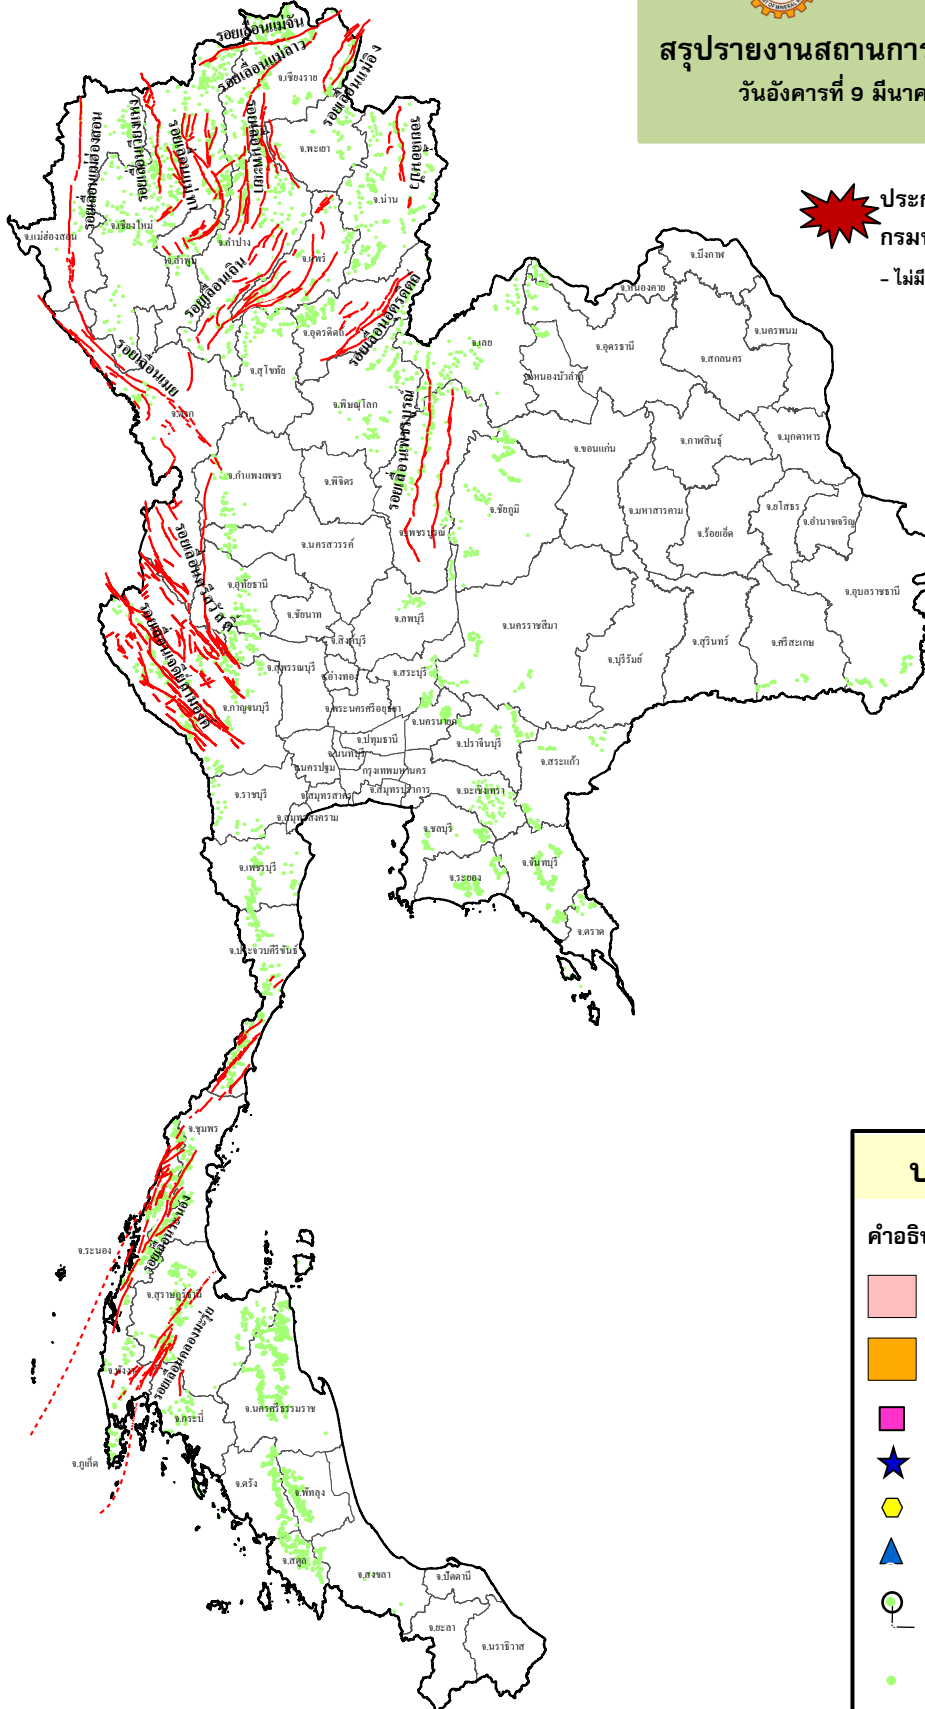 สรุปรายงานสถานการ
วันอังคารที่ 9 มีนาค
ประก
กรมท
- ไม่มี
รอยเลื่อนแม่จัน
รอยเลื่อนแม่ลาว
จ.เชียงราย
รอยเลื่อนแม่อิง
รอยเลื่อนแม่ฮ่องสอน
รอยเลื่อนแม่ทา
รอยเลื่อนพะเยา
จ.พะเยา
รอยเลื่อนปัว
จ.น่าน
จ.แม่ฮ่องสอน
จ.เชียงใหม่
จ.ลำปาง
จ.ลำพูน
จ.แพร่
รอยเลื่อนเถิน
จ.บึงกาฬ
จ.หนองคาย
รอยเลื่อนอุตรดิตถ์
จ.อุตรดิตถ์
จ.เลย
จ.อุดรธานี
จ.นครพนม
จ.สกลนคร
รอยเลื่อนเมย
จ.สุโขทัย
จ.หนองบัวลำภู
จ.ตาก
จ.พิษณุโลก
รอยเลื่อนเพชรบูรณ์
จ.ขอนแก่น
จ.กาฬสินธุ์
จ.มุกดาหาร
จ.กำแพงเพชร
จ.พิจิตร
จ.ชัยภูมิ
จ.มหาสารคาม
จ.ร้อยเอ็ด
จ.ยโสธร
จ.อำนาจเจริญ
จ.เพชรบูรณ์
จ.นครสวรรค์
รอยเลื่อนศรีสวัสดิ์
จ.อุทัยธานี
จ.อุบลราชธานี
จ.ชัยนาท
จ.ลพบุรี
จ.นครราชสีมา
จ.สิงห์บุรี
จ.บุรีรัมย์
จ.สุรินทร์
จ.ศรีสะเกษ
รอยเลื่อนเจดีย์สามองค์
จ.สุพรรณบุรี
จ.อ่างทอง
จ.สระบุรี
จ.กาญจนบุรี
จ.พระนครศรีอยุธยา
จ.นครนายก
จ.ปทุมธานี
จ.ปราจีนบุรี
จ.นนทบุรี
จ.สระแก้ว
จ.นครปฐม
กรุงเทพมหานคร
จ.ราชบุรี
จ.สมุทรสาคร
จ.สมุทรปราการ
จ.ฉะเชิงเทรา
จ.สมุทรสงคราม
จ.ชลบุรี
จ.เพชรบุรี
จ.ระยอง
จ.จันทบุรี
จ.ตราด
จ.ประจวบคีรีขันธ์
จ.ชุมพร
รอยเลื่อนระนอง
จ.ระนอง
จ.สุราษฎร์ธานี
รอยเลื่อนคลองมะรุ่ย
จ.พังงา
จ.กระบี่
จ.นครศรีธรรมราช
จ.ภูเก็ต
จ.ตรัง
จ.พัทลุง
จ.สตูล
จ.สงขลา
จ.ปัตตานี
จ.ยะลา
จ.นราธิวาส
คำอธิบ